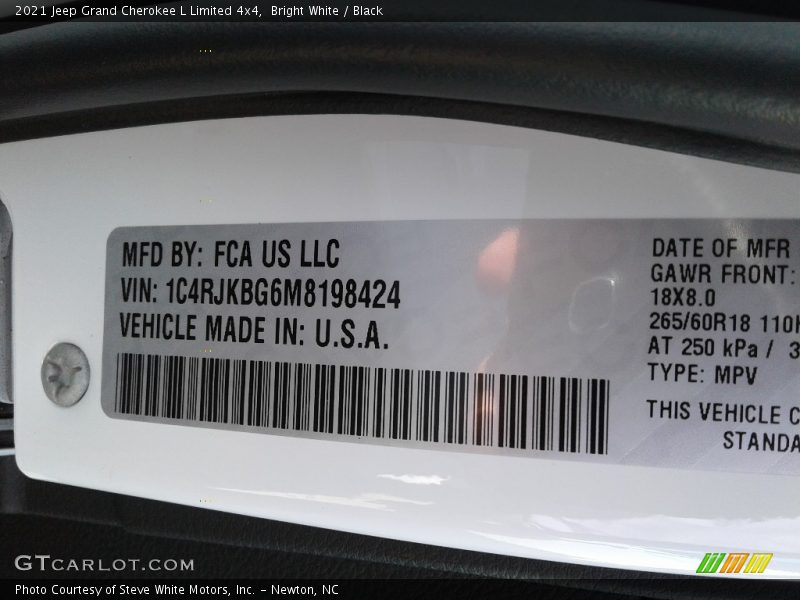 2021 Jeep Grand Cherokee L Limited 4x4,  Bright White / Black
MFD BY: FCA US LLC
VIN: 1C4RJKBG6M8198424
VEHICLE MADE IN: U.S.A.
DATE OF MFR
GAWR FRONT:
18X8.0
265/60R18 110H
AT 250 kPa / 3
TYPE: MPV
THIS VEHICLE C
STANDA
GTCARLOT.COM
Photo Courtesy of Steve White Motors, Inc. – Newton, NC